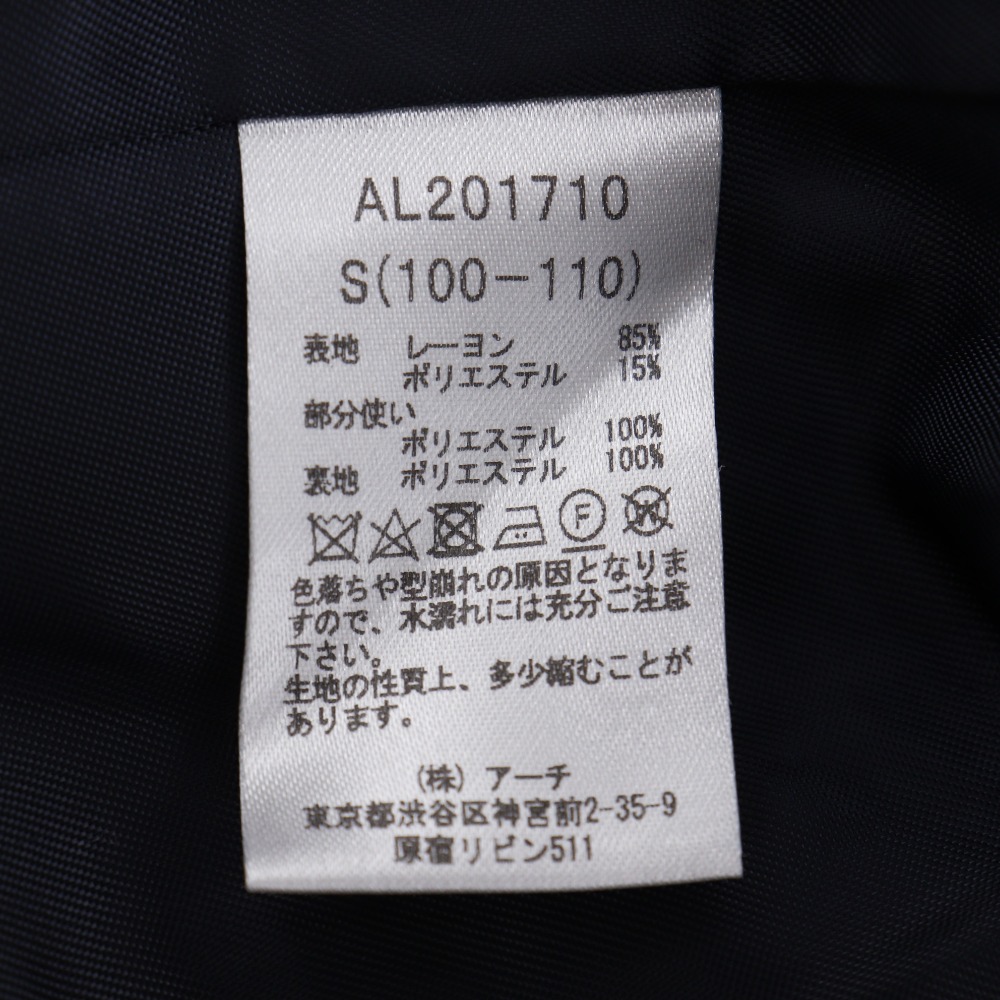 AL201710
S(100-110)
表地 レーヨン 85%
ポリエステル 15%
部分使い
ポリエステル 100%
裏地 ポリエステル 100%
F W
色落ちや型崩れの原因となりま
すので、水濡れには充分ご注意
下さい。
生地の性質上、多少縮むことが
あります。
(株) アーチ
東京都渋谷区神宮前2-35-9
原宿リビン511